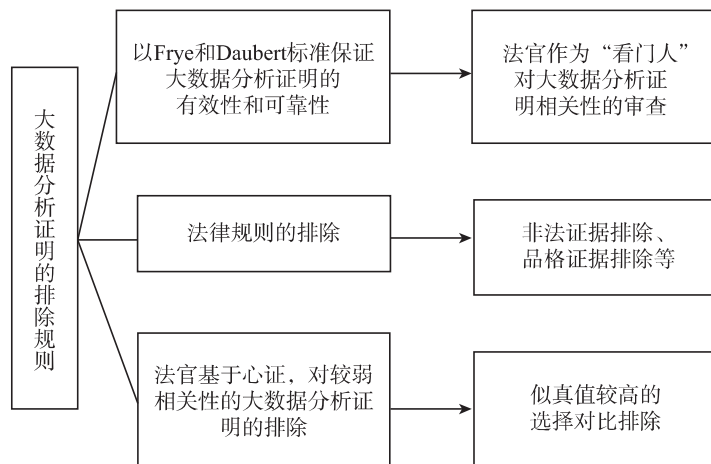 大数据分析证明的排除规则
以Frye和Daubert标准保证
大数据分析证明的
有效性和可靠性
法官作为“看门人”
对大数据分析证
明相关性的审查
法律规则的排除
非法证据排除、
品格证据排除等
法官基于心证，对较弱
相关性的大数据分析证
明的排除
似真值较高的
选择对比排除